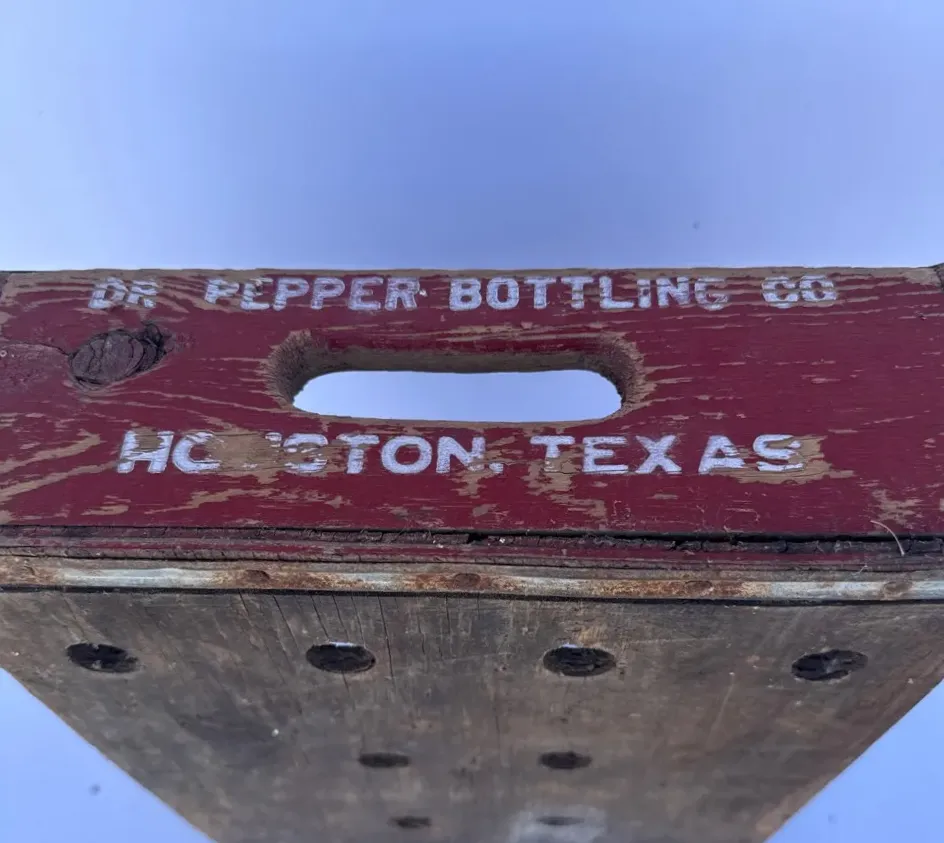 DR PEPPER BOTTLING CO
HOUSTON, TEXAS